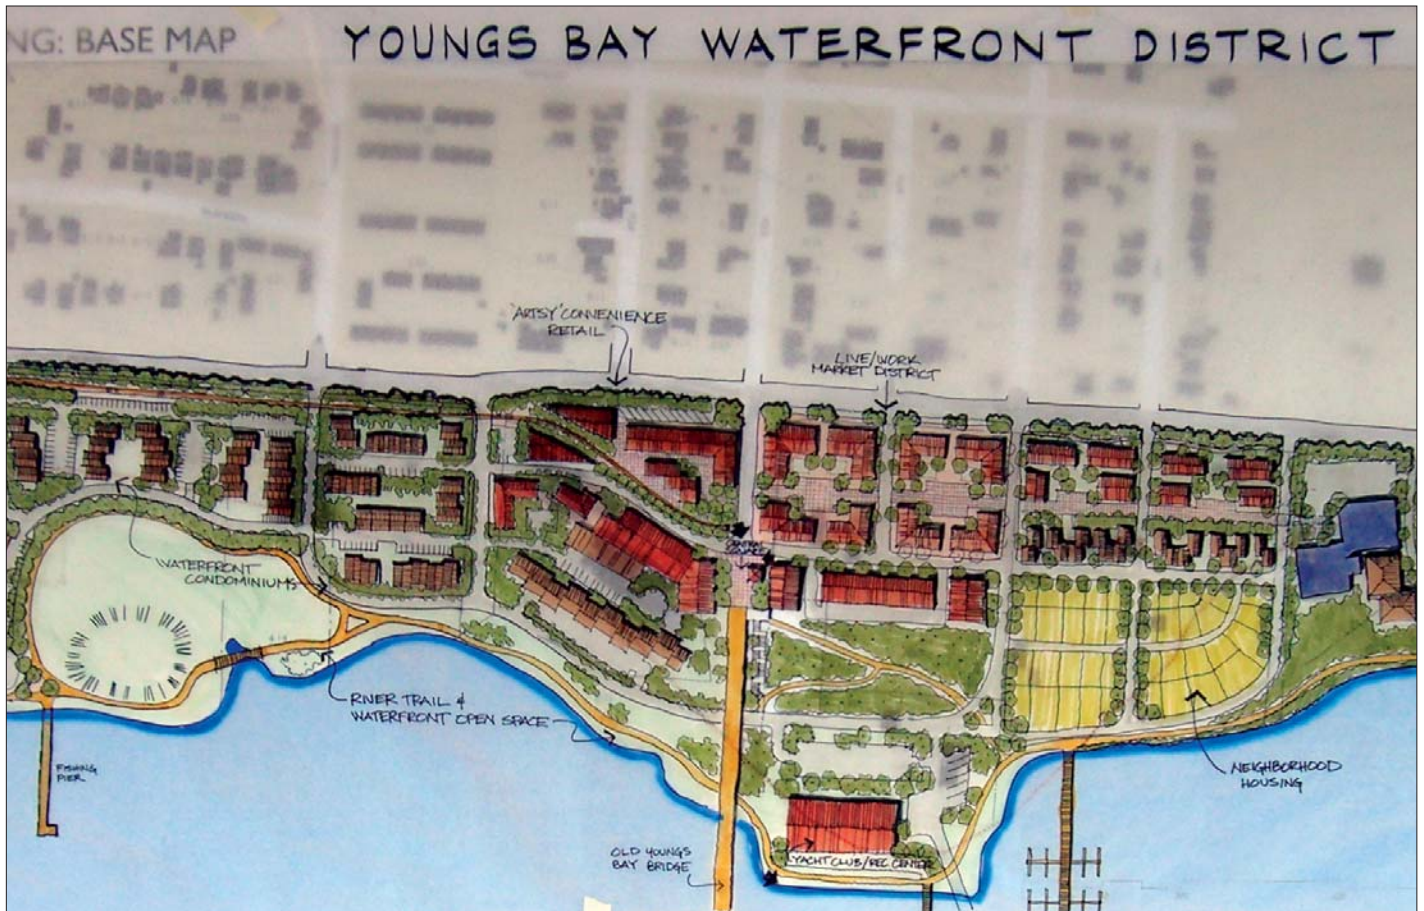 NG: BASE MAP
YOUNGS BAY WATERFRONT DISTRICT
"ARTSY" CONVENIENCE
RETAIL
LIVE/WORK
MARKET DISTRICT
WATERFRONT
CONDOMINIUMS
RIVER TRAIL &
WATERFRONT OPEN SPACE
FISHING
PIER
NEIGHBORHOOD
HOUSING
OLD YOUNGS
BAY BRIDGE
YACHT CLUB/REC CENTER